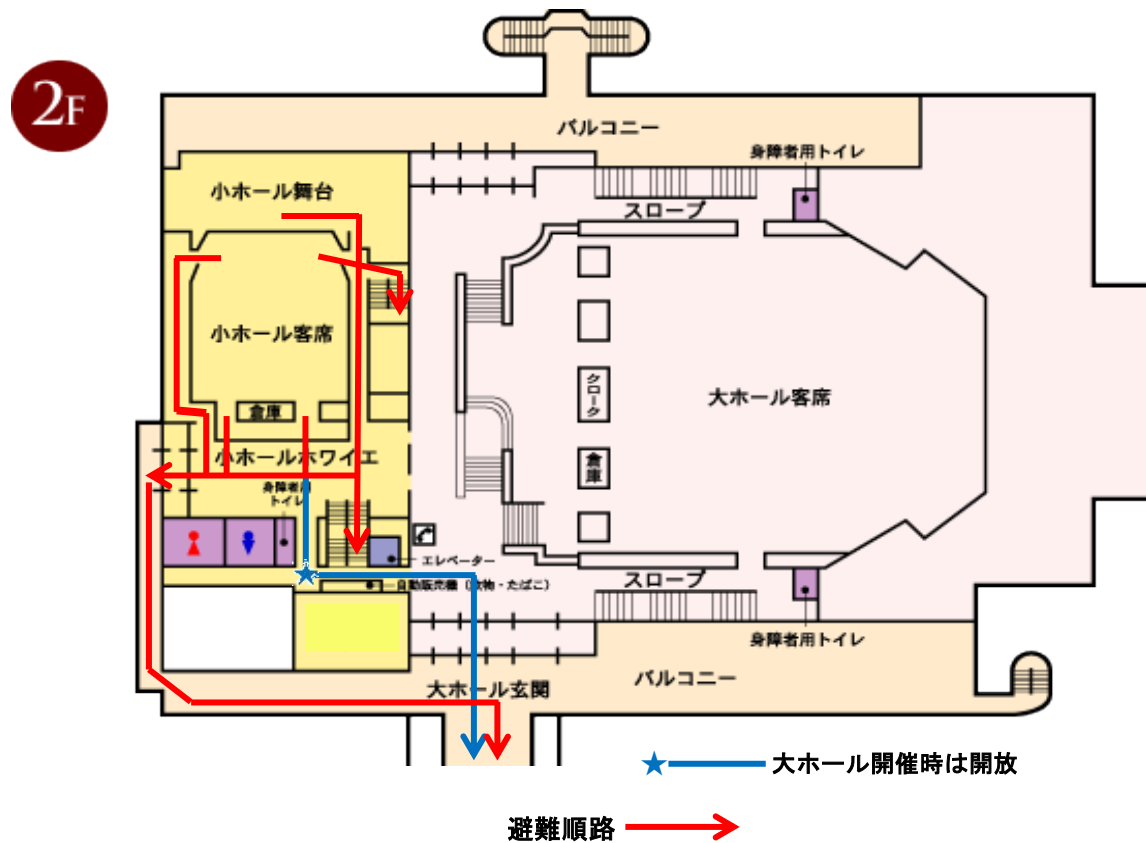 2F
バルコニー
身障者用トイレ
小ホール舞台
スロープ
小ホール客席
クローク
大ホール客席
倉庫
小ホールホワイエ
倉庫
身障者用
トイレ
エレベーター
自動販売機（飲物・たばこ）
スロープ
身障者用トイレ
バルコニー
大ホール玄関
★ 大ホール開催時は開放
避難順路